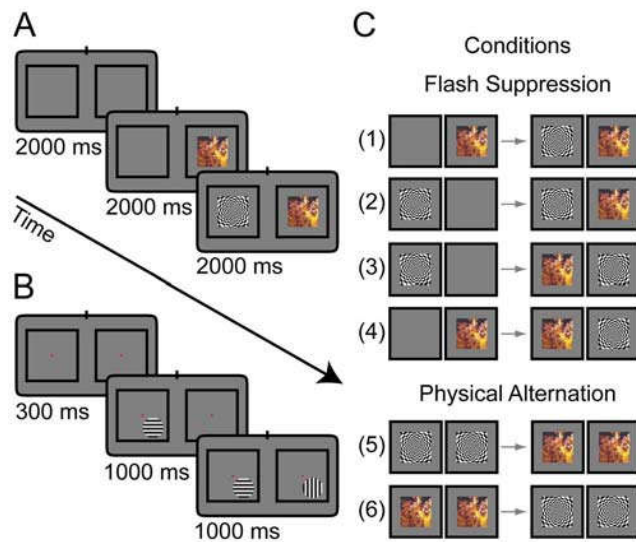 A
2000 ms
2000 ms
2000 ms
Time
B
300 ms
1000 ms
1000 ms
C
Conditions
Flash Suppression
(1)
(2)
(3)
(4)
Physical Alternation
(5)
(6)